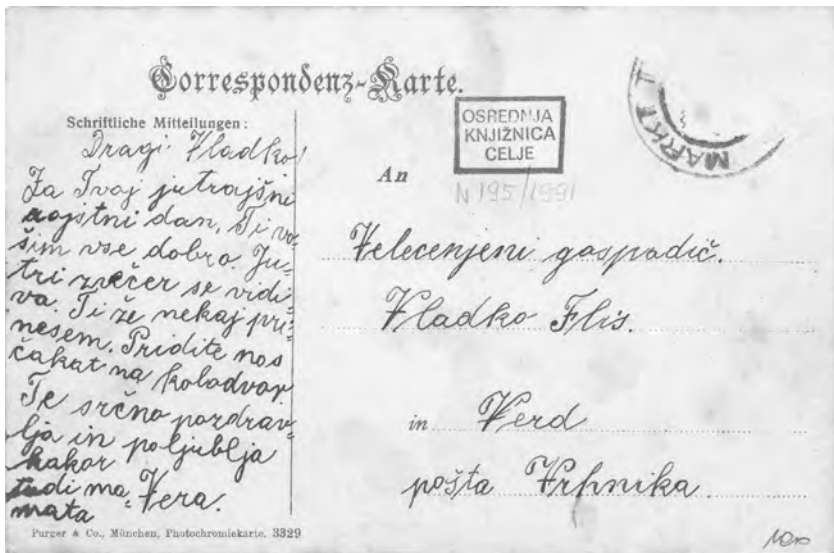 Correspondenz-Karte.
Schriftliche Mitteilungen:
Dragi Vladko!
Za Tvoj jutrajšni
rojstni dan, Ti vo-
šim vse dobro. Ju-
tri zvečer se vidi-
va. Ti že nekaj pri-
nesem. Pridite nas
čakat na kolodvor.
Te srčno pozdrav-
lja in poljublja
kakor
tudi ma- Vera.
mata
Purger & Co., München, Photochromiekarte. 3329
OSREDNJA
KNJIŽNICA
CELJE
N 195/1991
MARKT T
An
Velecenjeni gospodič.
Vladko Flis.
in Verd
pošta Vrhnika